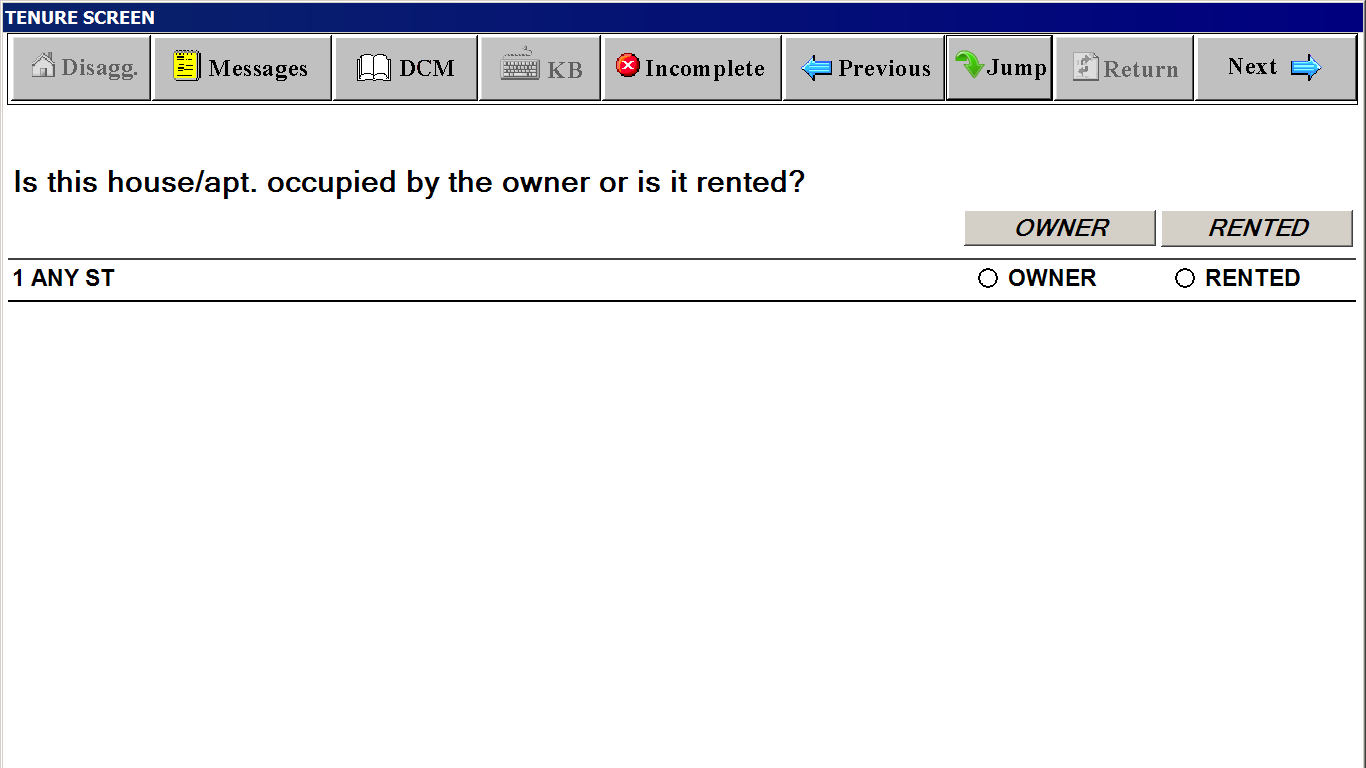 TENURE SCREEN
Disagg. Messages DCM KB Incomplete Previous Jump Return Next
Is this house/apt. occupied by the owner or is it rented?
OWNER RENTED
1 ANY ST OWNER RENTED